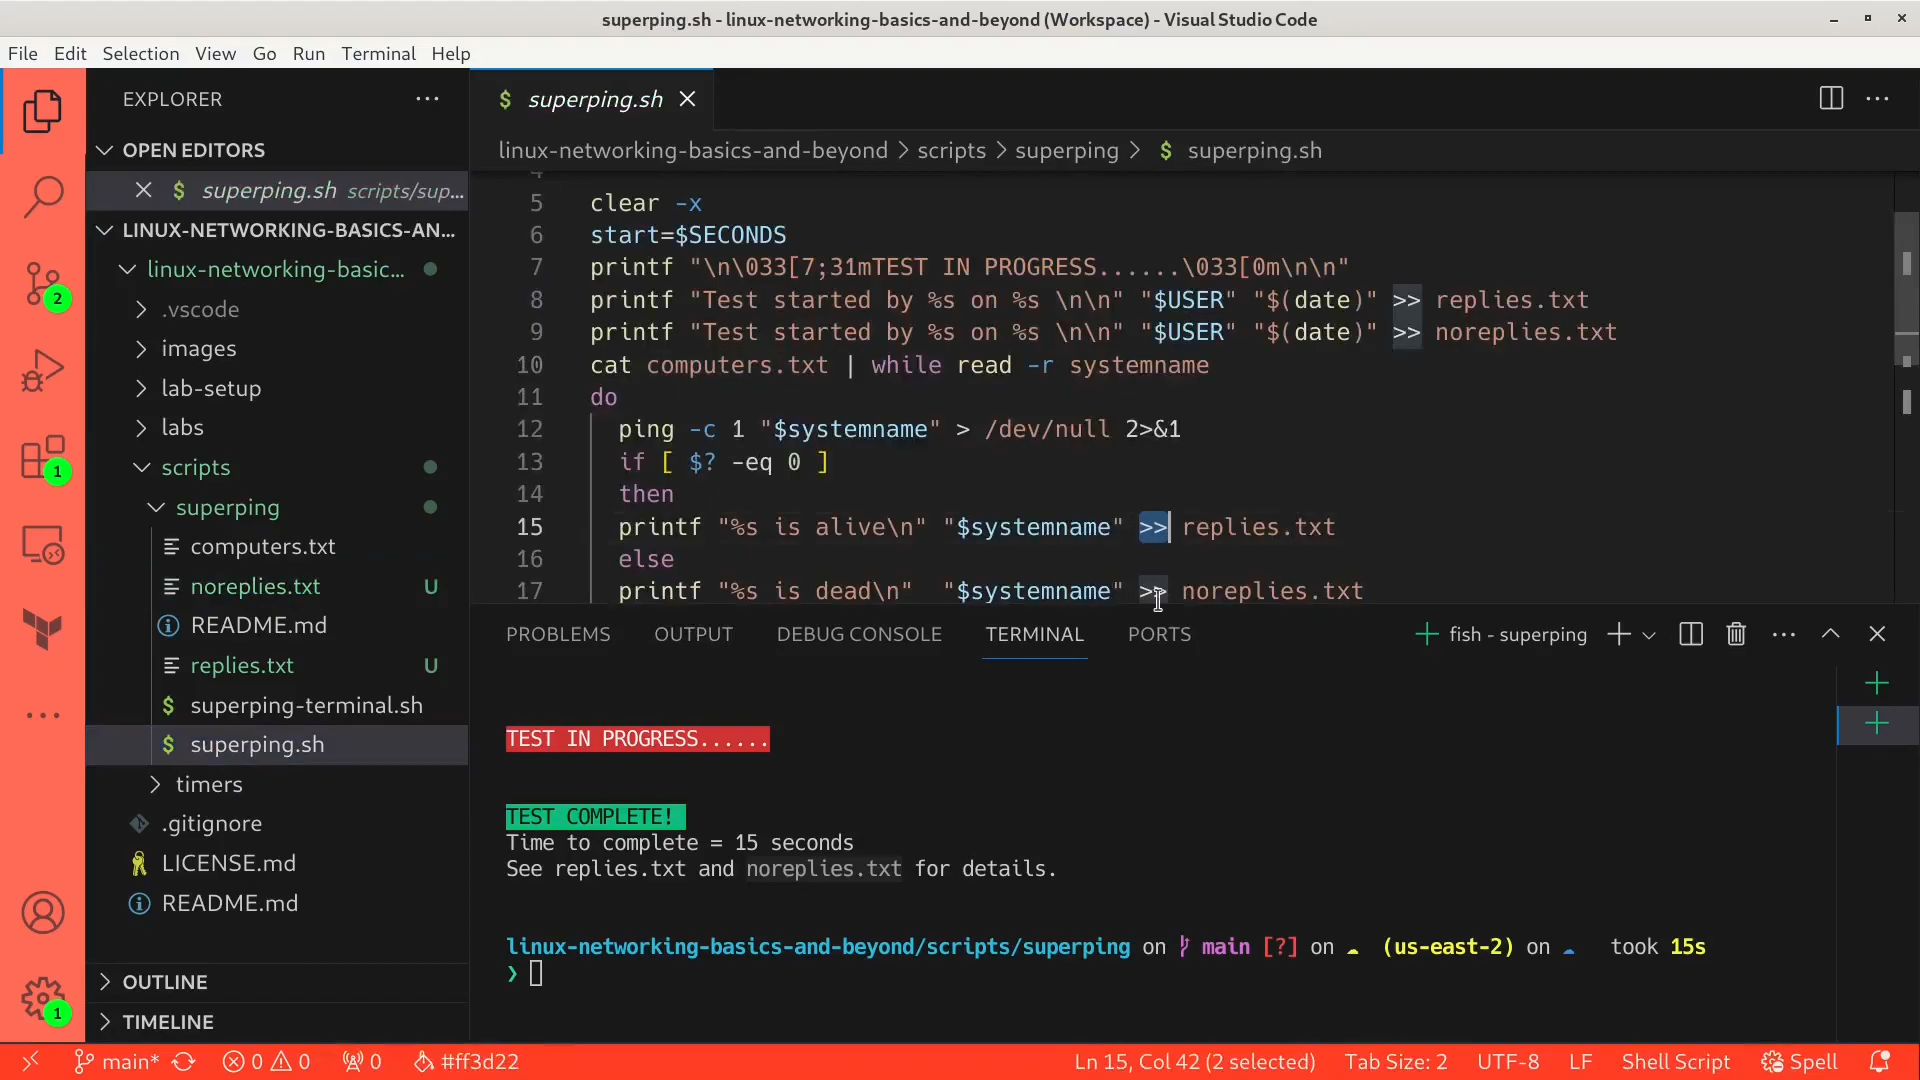 superping.sh - linux-networking-basics-and-beyond (Workspace) - Visual Studio Code
File Edit Selection View Go Run Terminal Help
EXPLORER
OPEN EDITORS
$ superping.sh scripts/sup...
LINUX-NETWORKING-BASICS-AN...
linux-networking-basic...
.vscode
images
lab-setup
labs
scripts
superping
computers.txt
noreplies.txt U
README.md
replies.txt U
$ superping-terminal.sh
$ superping.sh
timers
.gitignore
LICENSE.md
README.md
OUTLINE
TIMELINE
2
1
1
$ superping.sh
linux-networking-basics-and-beyond > scripts > superping > $ superping.sh
5 clear -x
6 start=$SECONDS
7 printf "\n\033[7;31mTEST IN PROGRESS......\033[0m\n\n"
8 printf "Test started by %s on %s \n\n" "$USER" "$(date)" >> replies.txt
9 printf "Test started by %s on %s \n\n" "$USER" "$(date)" >> noreplies.txt
10 cat computers.txt | while read -r systemname
11 do
12 ping -c 1 "$systemname" > /dev/null 2>&1
13 if [ $? -eq 0 ]
14 then
15 printf "%s is alive\n" "$systemname" >> replies.txt
16 else
17 printf "%s is dead\n"  "$systemname" >> noreplies.txt
PROBLEMS OUTPUT DEBUG CONSOLE TERMINAL PORTS
fish - superping
TEST IN PROGRESS......
TEST COMPLETE!
Time to complete = 15 seconds
See replies.txt and noreplies.txt for details.
linux-networking-basics-and-beyond/scripts/superping on main [?] on ☁ (us-east-2) on ☁ took 15s
❯
main* 0 0 0 #ff3d22 Ln 15, Col 42 (2 selected) Tab Size: 2 UTF-8 LF Shell Script Spell